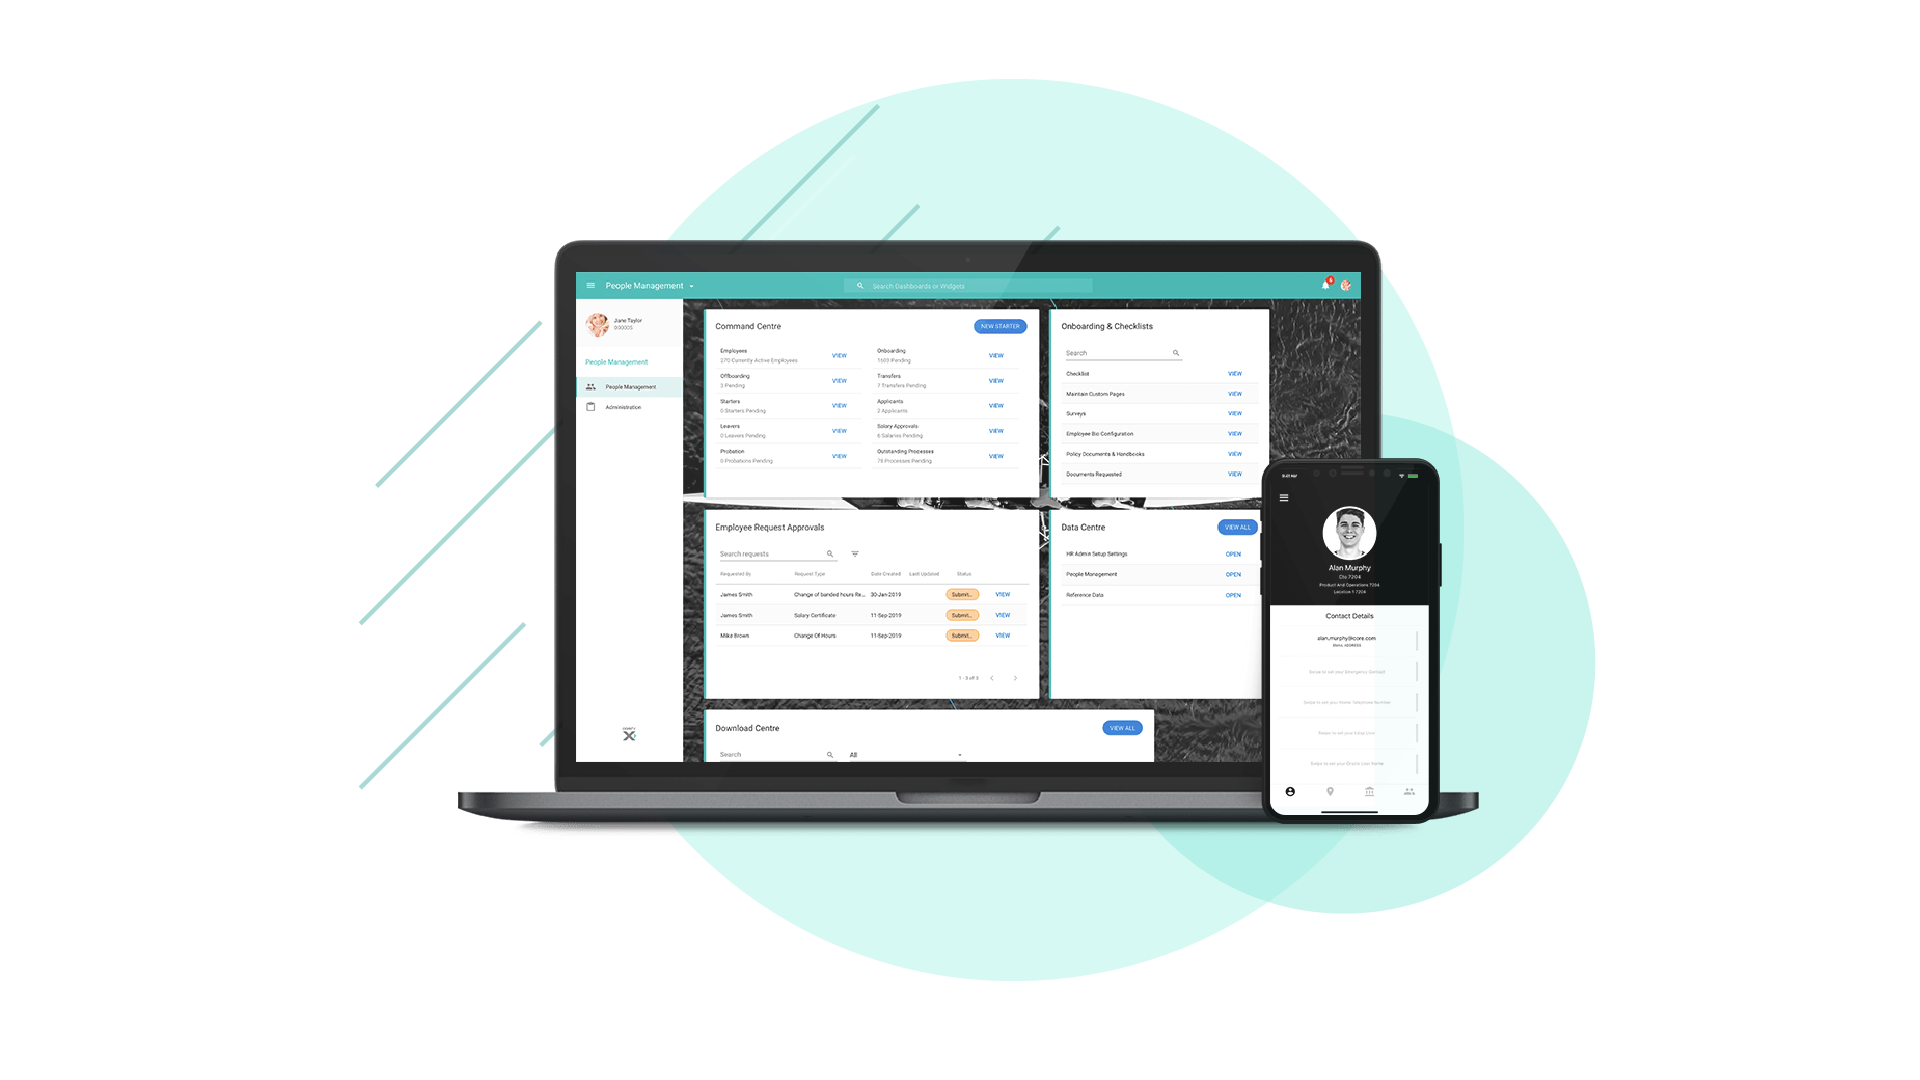 People Management
Search Dashboards or Widgets
Jane Taylor
People Management
People Management
Administration
Command Centre
NEW STARTER
Employees
270 Currently Active Employees
VIEW
Onboarding
1503 Pending
VIEW
Offboarding
3 Pending
VIEW
Transfers
7 Transfers Pending
VIEW
Starters
0 Starters Pending
VIEW
Applicants
2 Applicants
VIEW
Leavers
0 Leavers Pending
VIEW
Salary Approvals
6 Salaries Pending
VIEW
Probation
0 Probations Pending
VIEW
Outstanding Processes
78 Processes Pending
VIEW
Onboarding & Checklists
Search
Checklist VIEW
Maintain Custom Pages VIEW
Surveys VIEW
Employee Bio Configuration VIEW
Policy Documents & Handbooks VIEW
Documents Requested VIEW
Employee Request Approvals
Search requests
Requested By Request Type Date Created Last Updated Status
James Smith Change of banded hours Re... 30-Jan-2019 Submit... VIEW
James Smith Salary Certificate 11-Sep-2019 Submit... VIEW
Mike Brown Change Of Hours 11-Sep-2019 Submit... VIEW
1 - 3 of 3
Data Centre
VIEW ALL
HR Admin Setup Settings OPEN
People Management OPEN
Reference Data OPEN
Download Centre
VIEW ALL
Search All
Alan Murphy
Clo 7204
Product And Operations 7204
Location 1-7204
Contact Details
EMAIL ADDRESS
Swipe to set your Emergency Contact
Swipe to set your Home Telephone Number